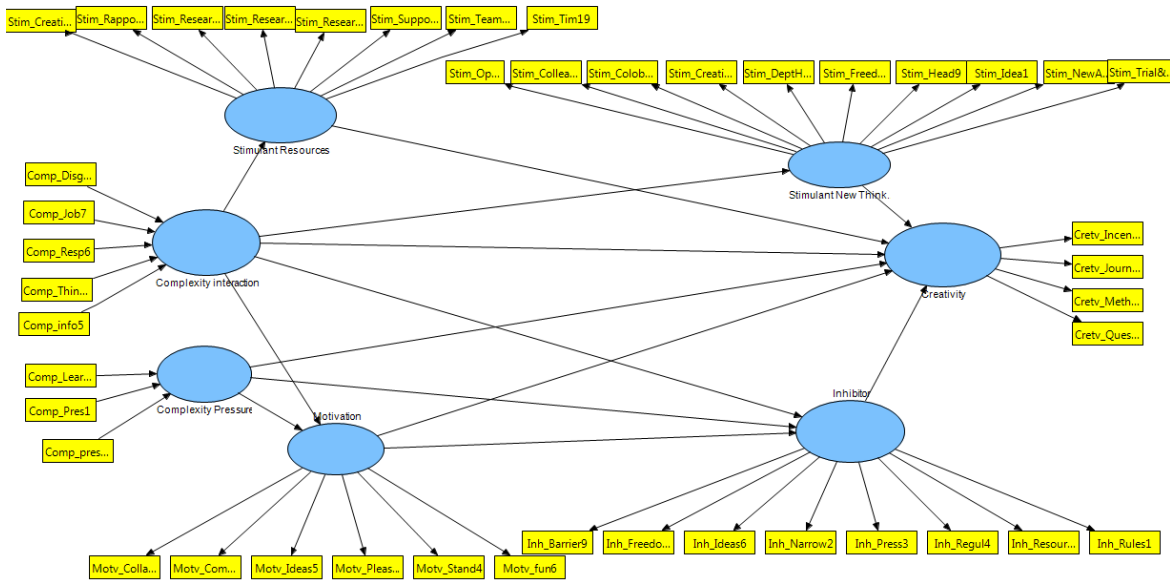 Stim_Creati...
Stim_Rappo...
Stim_Resear...
Stim_Resear...
Stim_Resear...
Stim_Suppo...
Stim_Team...
Stim_Tim19
Stim_Op...
Stim_Collea...
Stim_Colob...
Stim_Creati...
Stim_DeptH...
Stim_Freed...
Stim_Head9
Stim_Idea1
Stim_NewA...
Stim_Trial&...
Stimulant Resources
Stimulant New Think.
Comp_Disg...
Comp_Job7
Comp_Resp6
Comp_Thin...
Comp_info5
Complexity interaction
Cretv_Incen...
Cretv_Journ...
Cretv_Meth...
Cretv_Ques...
Creativity
Comp_Lear...
Comp_Pres1
Comp_pres...
Complexity Pressure
Motivation
Inhibitor
Inh_Barrier9
Inh_Freedo...
Inh_Ideas6
Inh_Narrow2
Inh_Press3
Inh_Regul4
Inh_Resour...
Inh_Rules1
Motv_Colla...
Motv_Com...
Motv_Ideas5
Motv_Pleas...
Motv_Stand4
Motv_fun6